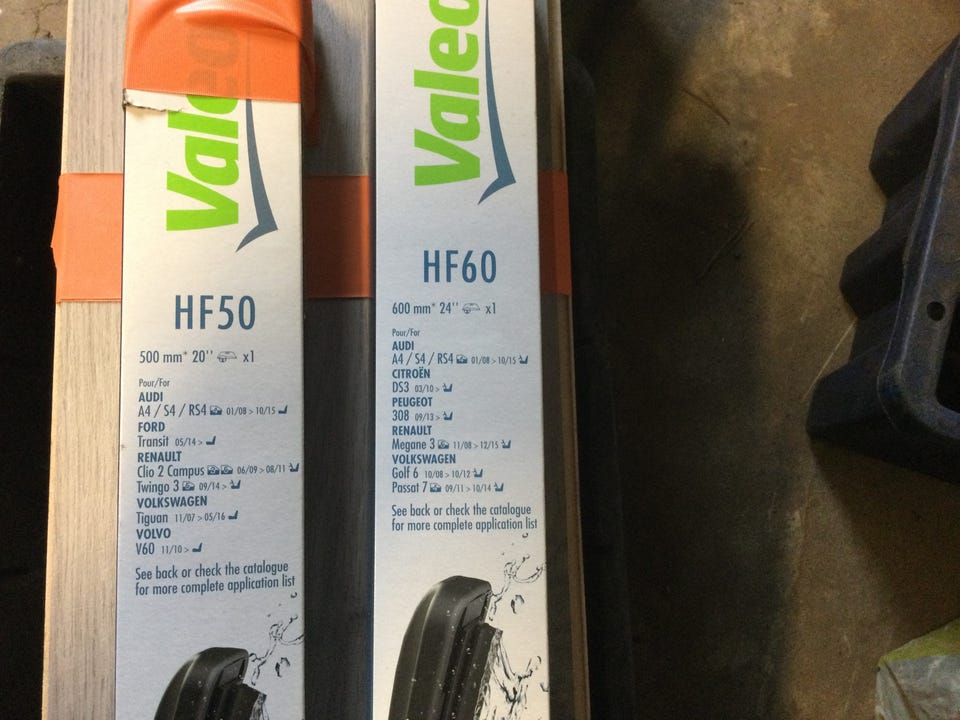 Valeo
HF50
500 mm* 20'' x1
Pour/For
AUDI
A4 / S4 / RS4 01/08 > 10/15
FORD
Transit 05/14 >
RENAULT
Clio 2 Campus 06/09 > 08/11
Twingo 3 09/14 >
VOLKSWAGEN
Tiguan 11/07 > 05/16
VOLVO
V60 11/10 >
See back or check the catalogue
for more complete application list
Valeo
HF60
600 mm* 24'' x1
Pour/For
AUDI
A4 / S4 / RS4 01/08 > 10/15
CITROËN
DS3 03/10 >
PEUGEOT
308 09/13 >
RENAULT
Megane 3 11/08 > 12/15
VOLKSWAGEN
Golf 6 10/08 > 10/12
Passat 7 09/11 > 10/14
See back or check the catalogue
for more complete application list